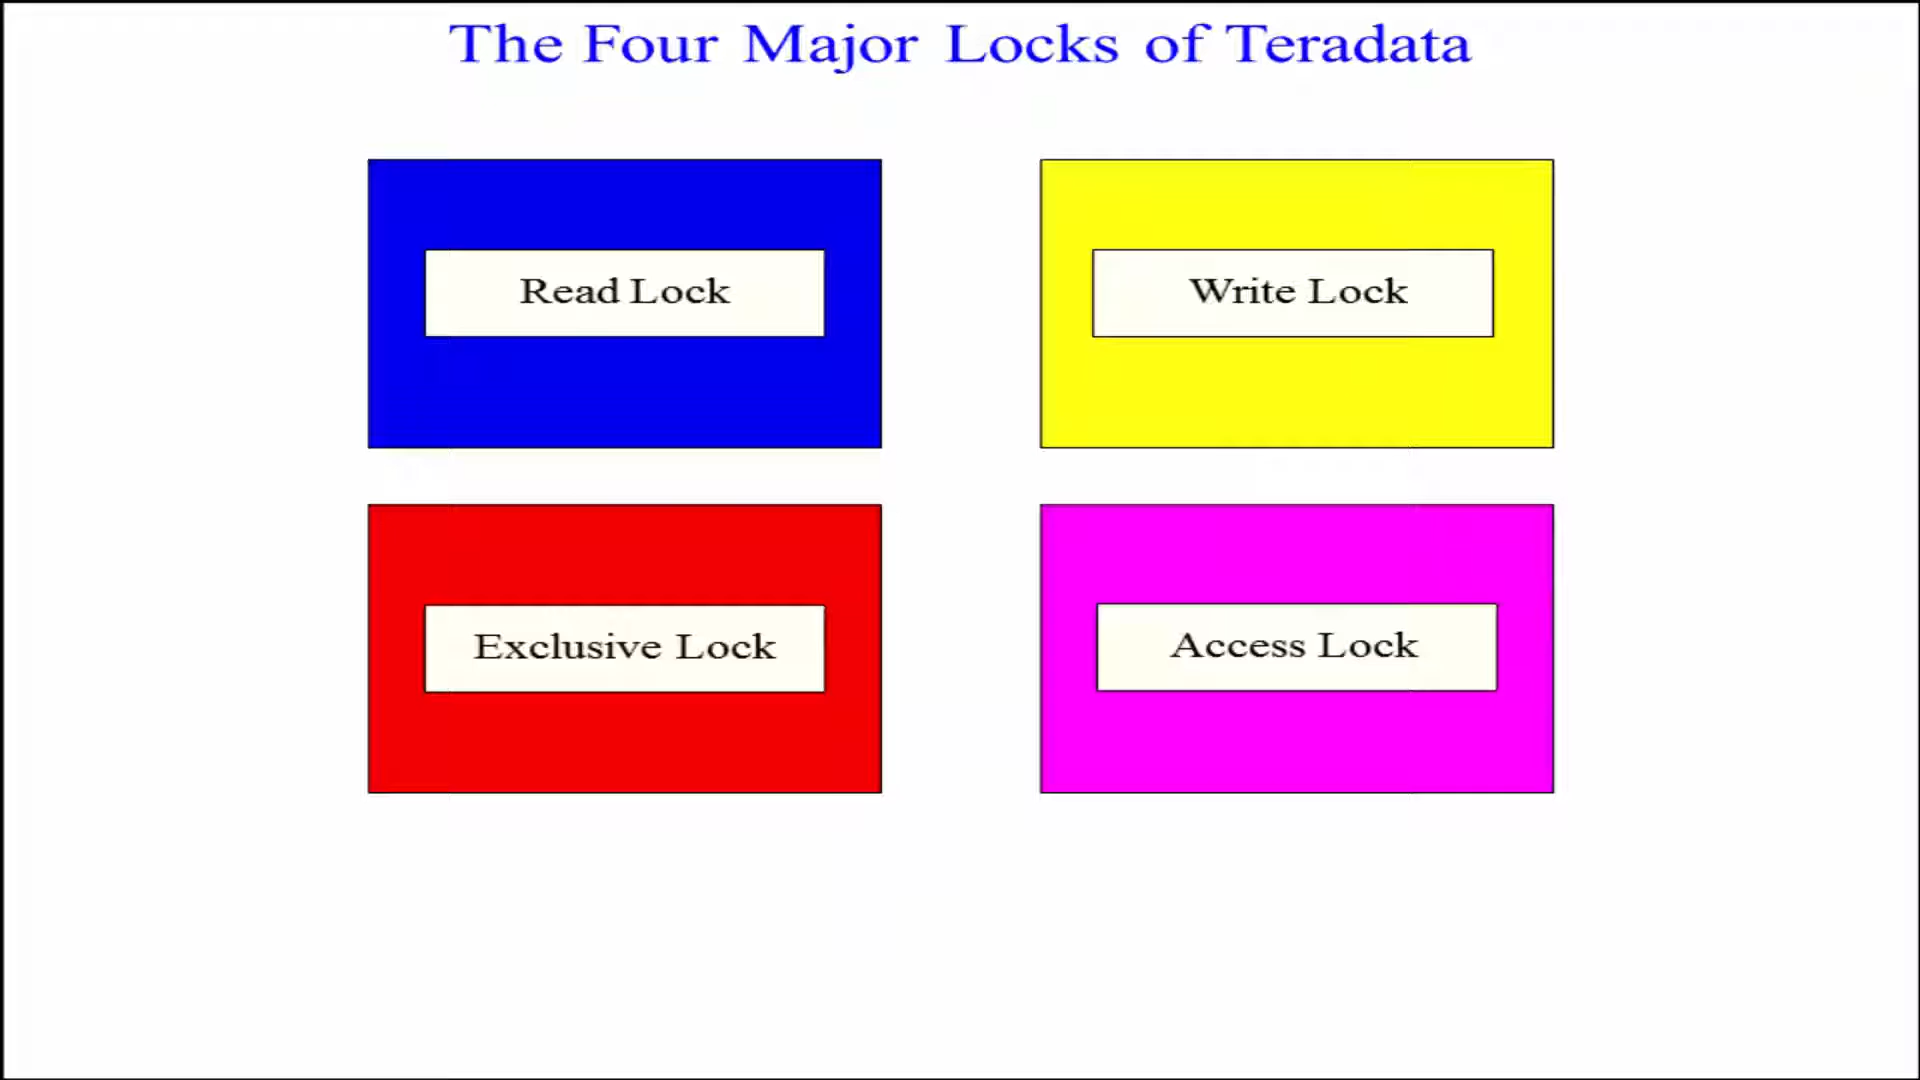 The Four Major Locks of Teradata
Read Lock
Write Lock
Exclusive Lock
Access Lock